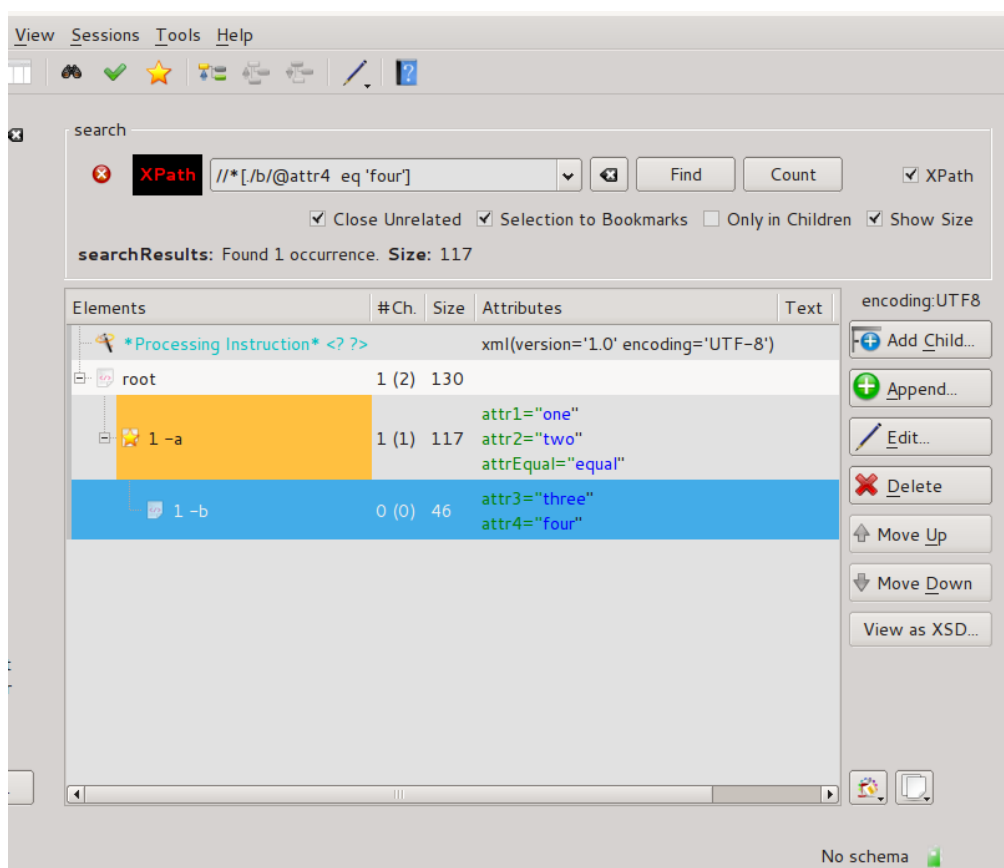 View Sessions Tools Help
search
XPath //*[./b/@attr4 eq 'four'] Find Count XPath
Close Unrelated Selection to Bookmarks Only in Children Show Size
searchResults: Found 1 occurrence. Size: 117
Elements #Ch. Size Attributes Text
*Processing Instruction* <? ?> xml(version='1.0' encoding='UTF-8')
root 1 (2) 130
1 -a 1 (1) 117 attr1="one"
attr2="two"
attrEqual="equal"
1 -b 0 (0) 46 attr3="three"
attr4="four"
encoding:UTF8
Add Child...
Append...
Edit...
Delete
Move Up
Move Down
View as XSD...
No schema